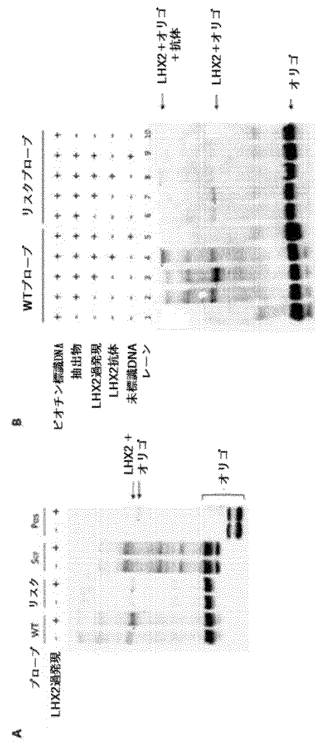 A
プローブ WT リスク Scr Pos
LHX2過発現 - + - + - + - +
LHX2 +
オリゴ
オリゴ
B
WTプローブ リスクプローブ
ビオチン標識DNA
抽出物
LHX2過発現
LHX2抗体
未標識DNA
レーン 1 2 3 4 5 6 7 8 9 10
LHX2+オリゴ
+抗体
LHX2+オリゴ
オリゴ